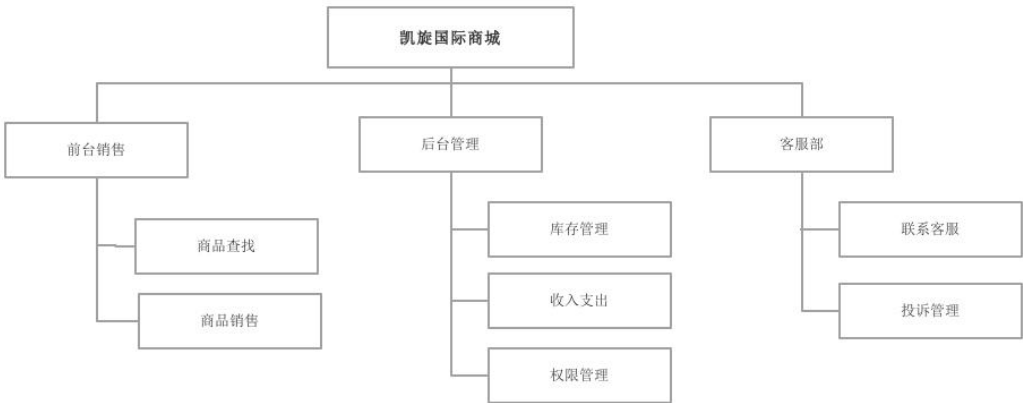 凯旋国际商城
前台销售
后台管理
客服部
商品查找
商品销售
库存管理
收入支出
权限管理
联系客服
投诉管理